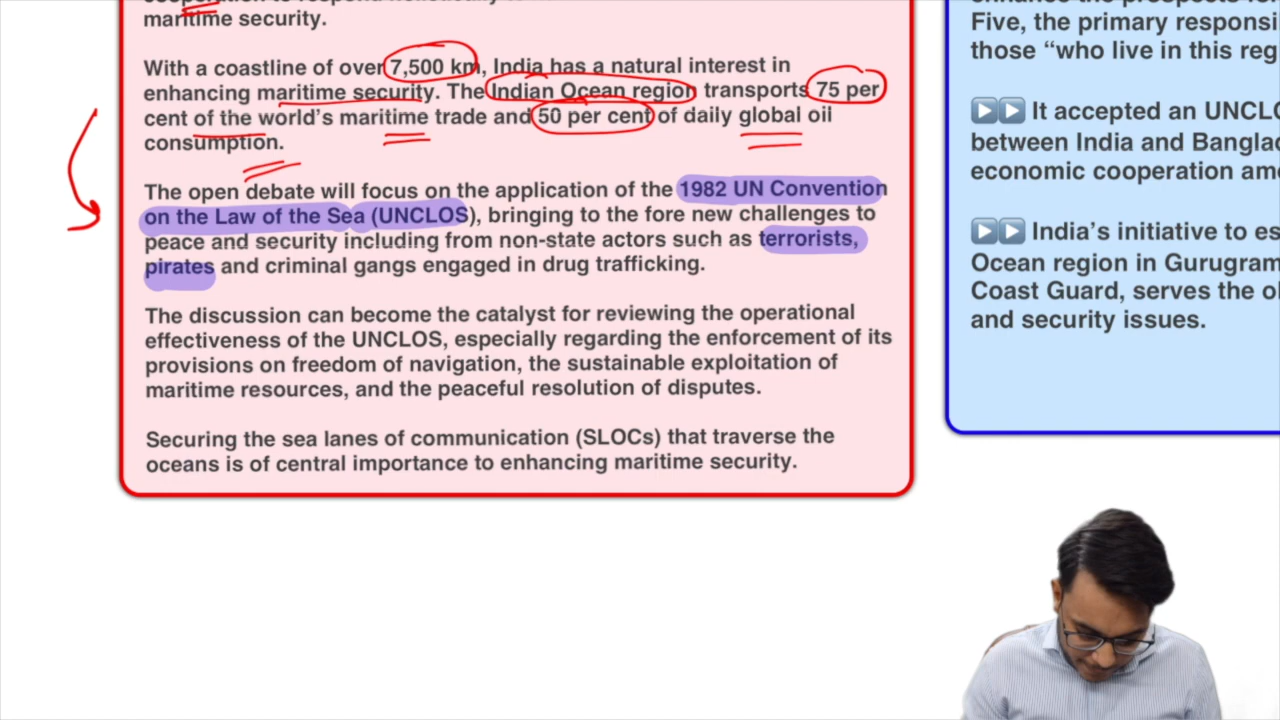 maritime security.
With a coastline of over 7,500 km, India has a natural interest in
enhancing maritime security. The Indian Ocean region transports 75 per
cent of the world's maritime trade and 50 per cent of daily global oil
consumption.
The open debate will focus on the application of the 1982 UN Convention
on the Law of the Sea (UNCLOS), bringing to the fore new challenges to
peace and security including from non-state actors such as terrorists,
pirates and criminal gangs engaged in drug trafficking.
The discussion can become the catalyst for reviewing the operational
effectiveness of the UNCLOS, especially regarding the enforcement of its
provisions on freedom of navigation, the sustainable exploitation of
maritime resources, and the peaceful resolution of disputes.
Securing the sea lanes of communication (SLOCs) that traverse the
oceans is of central importance to enhancing maritime security.
Five, the primary responsi
those “who live in this reg
It accepted an UNCLO
between India and Banglad
economic cooperation amo
India's initiative to es
Ocean region in Gurugram
Coast Guard, serves the ol
and security issues.